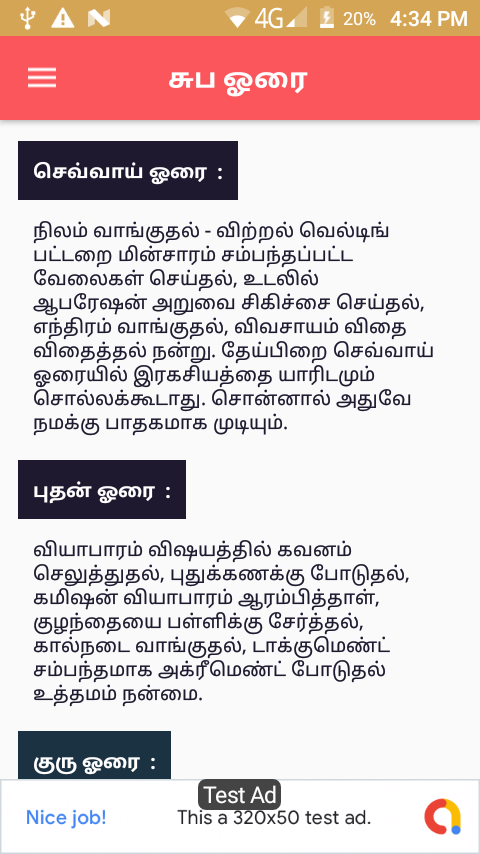 4G 20% 4:34 PM
சுப ஓரை
செவ்வாய் ஓரை :
நிலம் வாங்குதல் - விற்றல் வெல்டிங்
பட்டறை மின்சாரம் சம்பந்தப்பட்ட
வேலைகள் செய்தல், உடலில்
ஆபரேஷன் அறுவை சிகிச்சை செய்தல்,
எந்திரம் வாங்குதல், விவசாயம் விதை
விதைத்தல் நன்று. தேய்பிறை செவ்வாய்
ஓரையில் இரகசியத்தை யாரிடமும்
சொல்லக்கூடாது. சொன்னால் அதுவே
நமக்கு பாதகமாக முடியும்.
புதன் ஓரை :
வியாபாரம் விஷயத்தில் கவனம்
செலுத்துதல், புதுக்கணக்கு போடுதல்,
கமிஷன் வியாபாரம் ஆரம்பித்தாள்,
குழந்தையை பள்ளிக்கு சேர்த்தல்,
கால்நடை வாங்குதல், டாக்குமெண்ட்
சம்பந்தமாக அக்ரீமெண்ட் போடுதல்
உத்தமம் நன்மை.
குரு ஓரை :
Test Ad
Nice job! This a 320x50 test ad.